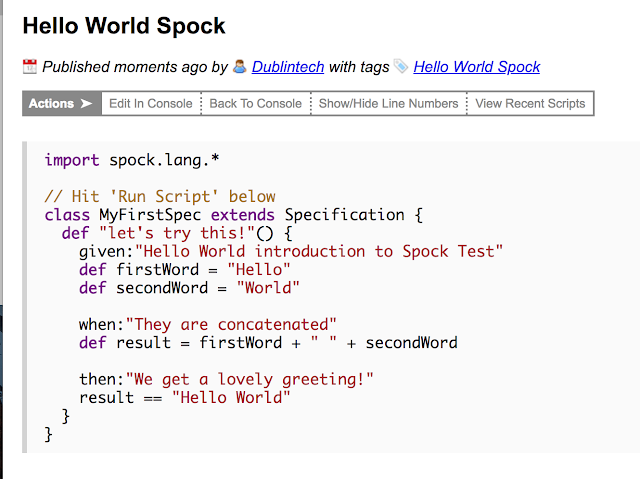 Hello World Spock
Published moments ago by Dublintech with tags Hello World Spock
Actions ➤ Edit In Console Back To Console Show/Hide Line Numbers View Recent Scripts
import spock.lang.*
// Hit 'Run Script' below
class MyFirstSpec extends Specification {
  def "let's try this!"() {
    given:"Hello World introduction to Spock Test"
    def firstWord = "Hello"
    def secondWord = "World"
    when:"They are concatenated"
    def result = firstWord + " " + secondWord
    then:"We get a lovely greeting!"
    result == "Hello World"
  }
}